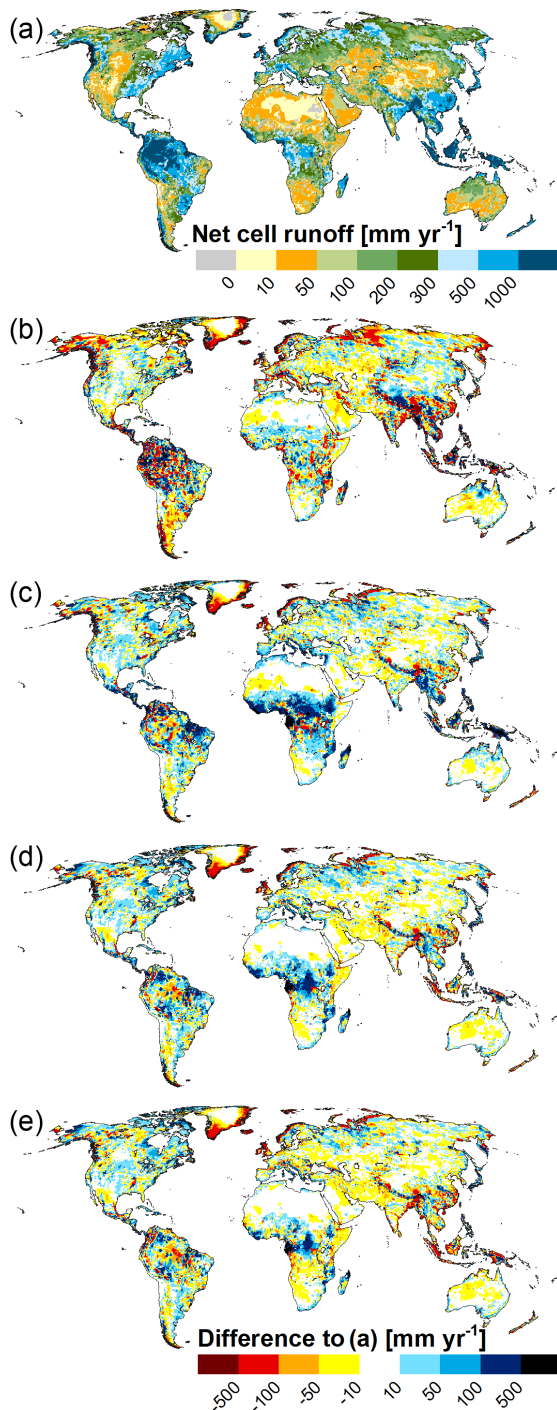 (a)
Net cell runoff [mm yr⁻¹]
0 10 50 100 200 300 500 1000
(b)
(c)
(d)
(e)
Difference to (a) [mm yr⁻¹]
-500 -100 -50 -10 10 50 100 500